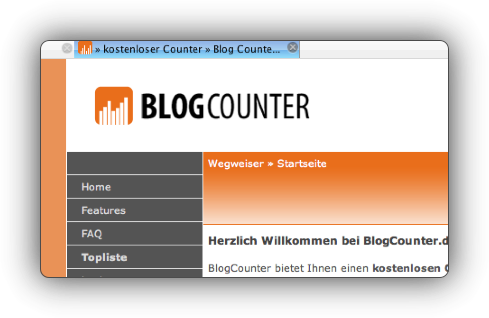 » kostenloser Counter » Blog Counte...
BLOGCOUNTER
Wegweiser » Startseite
Home
Features
FAQ
Topliste
Herzlich Willkommen bei BlogCounter.d
BlogCounter bietet Ihnen einen kostenlosen